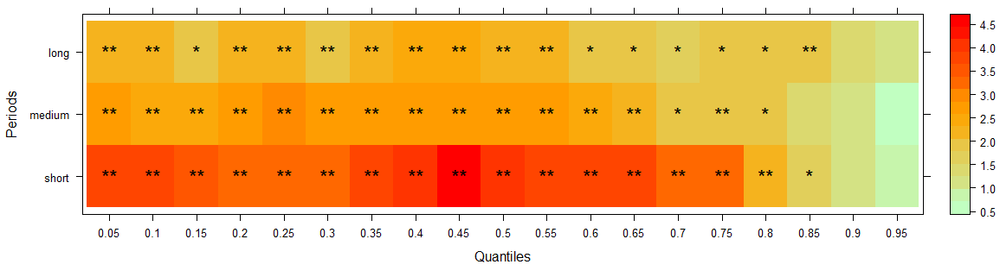 4.5
long ** ** * ** ** ** ** ** ** ** ** * * * * * **
4.0
3.5
Periods
medium ** ** ** ** ** ** ** ** ** ** ** ** ** * ** *
3.0
2.5
2.0
short ** ** ** ** ** ** ** ** ** ** ** ** ** ** ** ** *
1.5
1.0
0.5
0.05 0.1 0.15 0.2 0.25 0.3 0.35 0.4 0.45 0.5 0.55 0.6 0.65 0.7 0.75 0.8 0.85 0.9 0.95
Quantiles